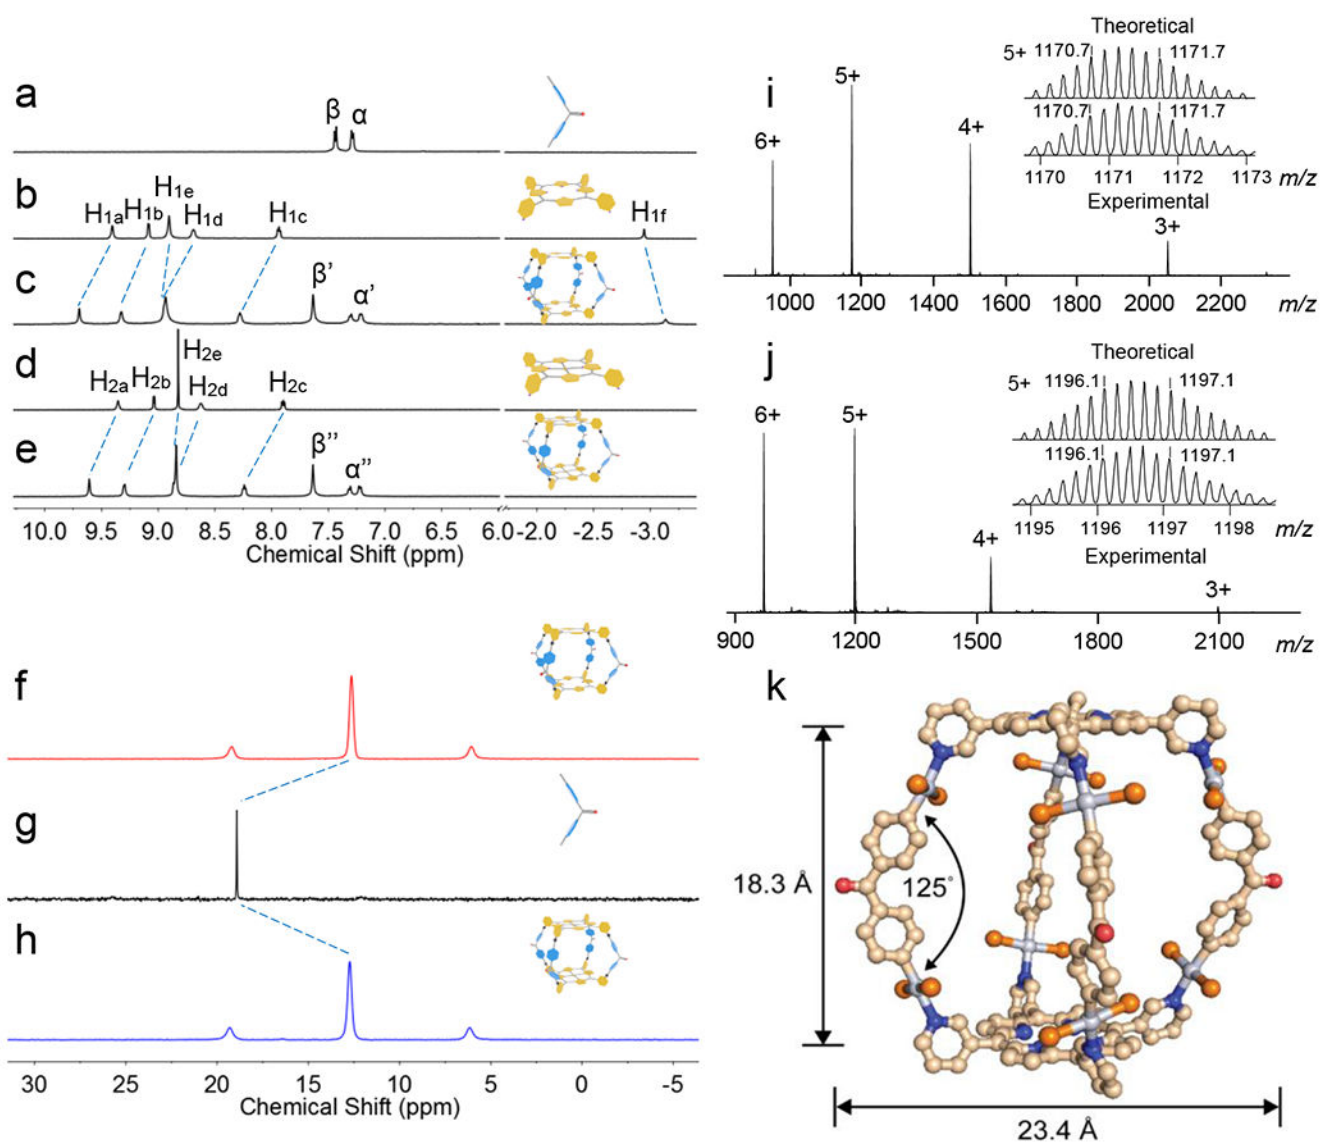 a
β α
b
H1a H1b H1e H1d H1c H1f
c
β’ α’
d
H2a H2b H2e H2d H2c
e
β’’ α’’
10.0 9.5 9.0 8.5 8.0 7.5 7.0 6.5 6.0 -2.0 -2.5 -3.0
Chemical Shift (ppm)
f
g
h
30 25 20 15 10 5 0 -5
Chemical Shift (ppm)
i
6+ 5+ 4+ 3+
Theoretical
5+ 1170.7 1171.7
1170.7 1171.7
1170 1171 1172 1173 m/z
Experimental
1000 1200 1400 1600 1800 2000 2200 m/z
j
6+ 5+ 4+ 3+
Theoretical
5+ 1196.1 1197.1
1196.1 1197.1
1195 1196 1197 1198 m/z
Experimental
900 1200 1500 1800 2100 m/z
k
18.3 Å
125°
23.4 Å